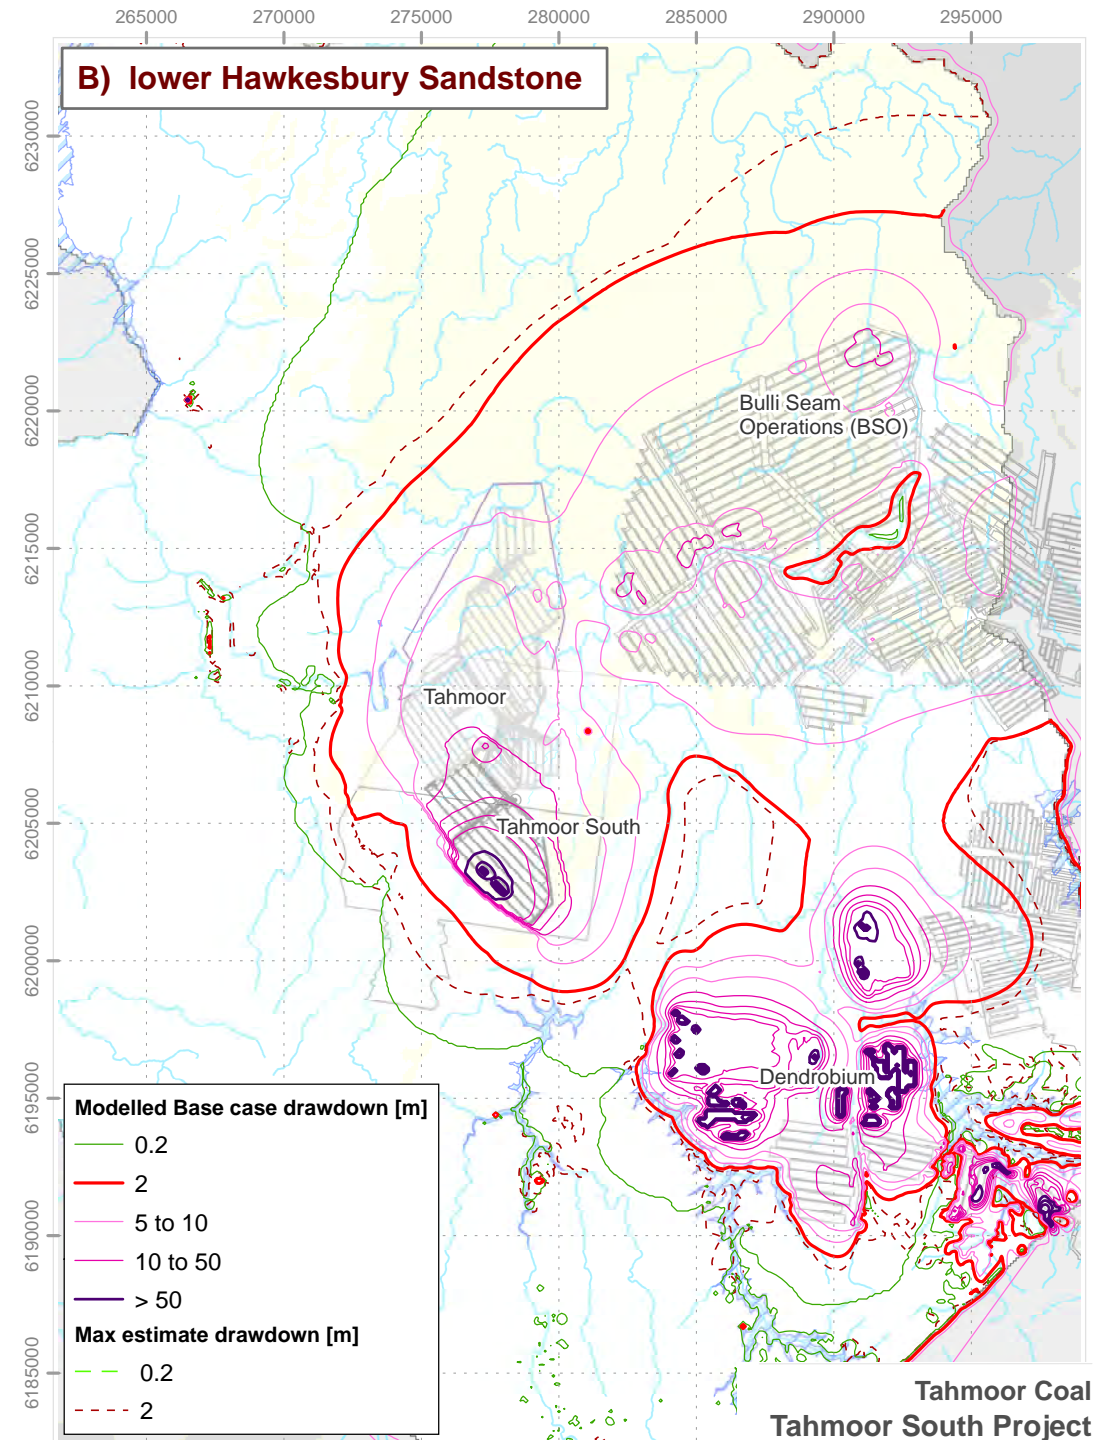 265000 270000 275000 280000 285000 290000 295000
B) lower Hawkesbury Sandstone
6230000
6225000
6220000
6215000
6210000
6205000
6200000
6195000
6190000
6185000
Bulli Seam
Operations (BSO)
Tahmoor
Tahmoor South
Dendrobium
Modelled Base case drawdown [m]
0.2
2
5 to 10
10 to 50
> 50
Max estimate drawdown [m]
0.2
2
Tahmoor Coal
Tahmoor South Project